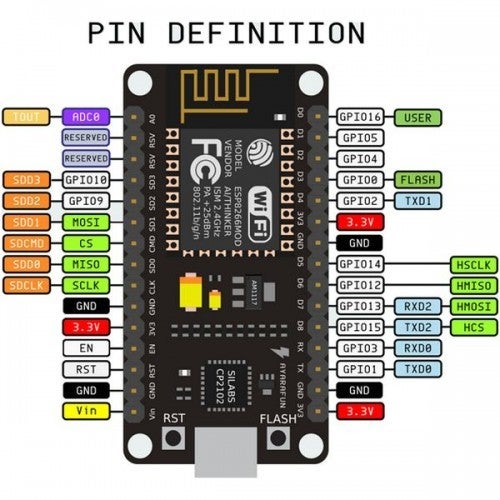 PIN DEFINITION
TOUT ADC0 A0 D0 GPIO16 USER
RESERVED RSV D1 GPIO5
RESERVED RSV D2 GPIO4
SDD3 GPIO10 SD3 D3 GPIO0 FLASH
SDD2 GPIO9 SD2 D4 GPIO2 TXD1
SDD1 MOSI SD1 3V3 3.3V
SDCMD CS CMD GND GND
SDD0 MISO SD0 D5 GPIO14 HSCLK
SDCLK SCLK CLK D6 GPIO12 HMISO
GND GND D7 GPIO13 RXD2 HMOSI
3.3V 3V3 D8 GPIO15 TXD2 HCS
EN EN RX GPIO3 RXD0
RST RST TX GPIO1 TXD0
GND GND GND GND
Vin Vin 3V3 3.3V
MODEL ESP8266MOD
VENDOR AITHINKER
ISM 2.4GHz
PA +25dBm
802.11b/g/n
FC
Wi Fi
AM1117
SILABS
CP2102
AYARAFUN
RST
FLASH